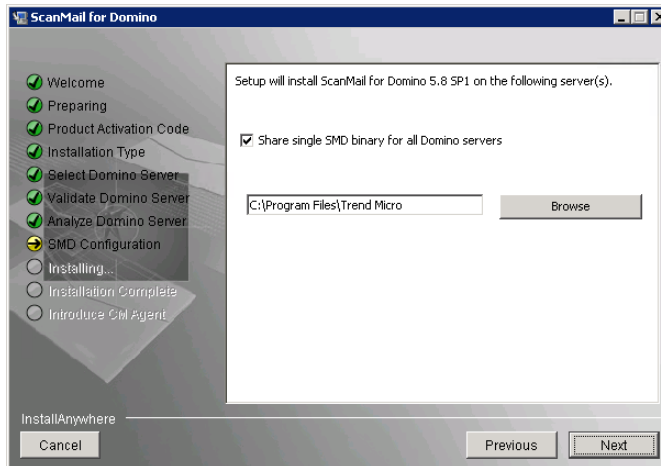 ScanMail for Domino
Welcome
Preparing
Product Activation Code
Installation Type
Select Domino Server
Validate Domino Server
Analyze Domino Server
SMD Configuration
Installing...
Installation Complete
Introduce CM Agent
Setup will install ScanMail for Domino 5.8 SP1 on the following server(s).
Share single SMD binary for all Domino servers
C:\Program Files\Trend Micro
Browse
InstallAnywhere
Cancel
Previous
Next